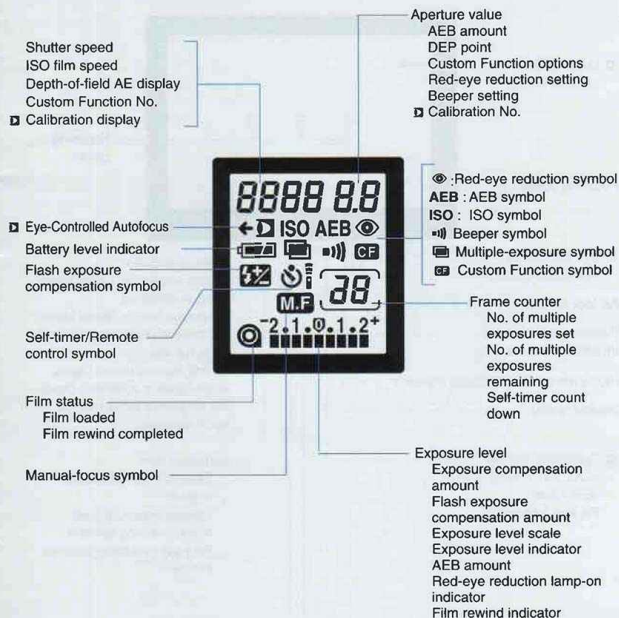 Shutter speed
ISO film speed
Depth-of-field AE display
Custom Function No.
Calibration display
Eye-Controlled Autofocus
Battery level indicator
Flash exposure
compensation symbol
Self-timer/Remote
control symbol
Film status
Film loaded
Film rewind completed
Manual-focus symbol
8888 8.8
ISO AEB
CF
M.F
38
-2.1.0.1.2+
Aperture value
AEB amount
DEP point
Custom Function options
Red-eye reduction setting
Beeper setting
Calibration No.
:Red-eye reduction symbol
AEB : AEB symbol
ISO : ISO symbol
Beeper symbol
Multiple-exposure symbol
CF Custom Function symbol
Frame counter
No. of multiple
exposures set
No. of multiple
exposures
remaining
Self-timer count
down
Exposure level
Exposure compensation
amount
Flash exposure
compensation amount
Exposure level scale
Exposure level indicator
AEB amount
Red-eye reduction lamp-on
indicator
Film rewind indicator